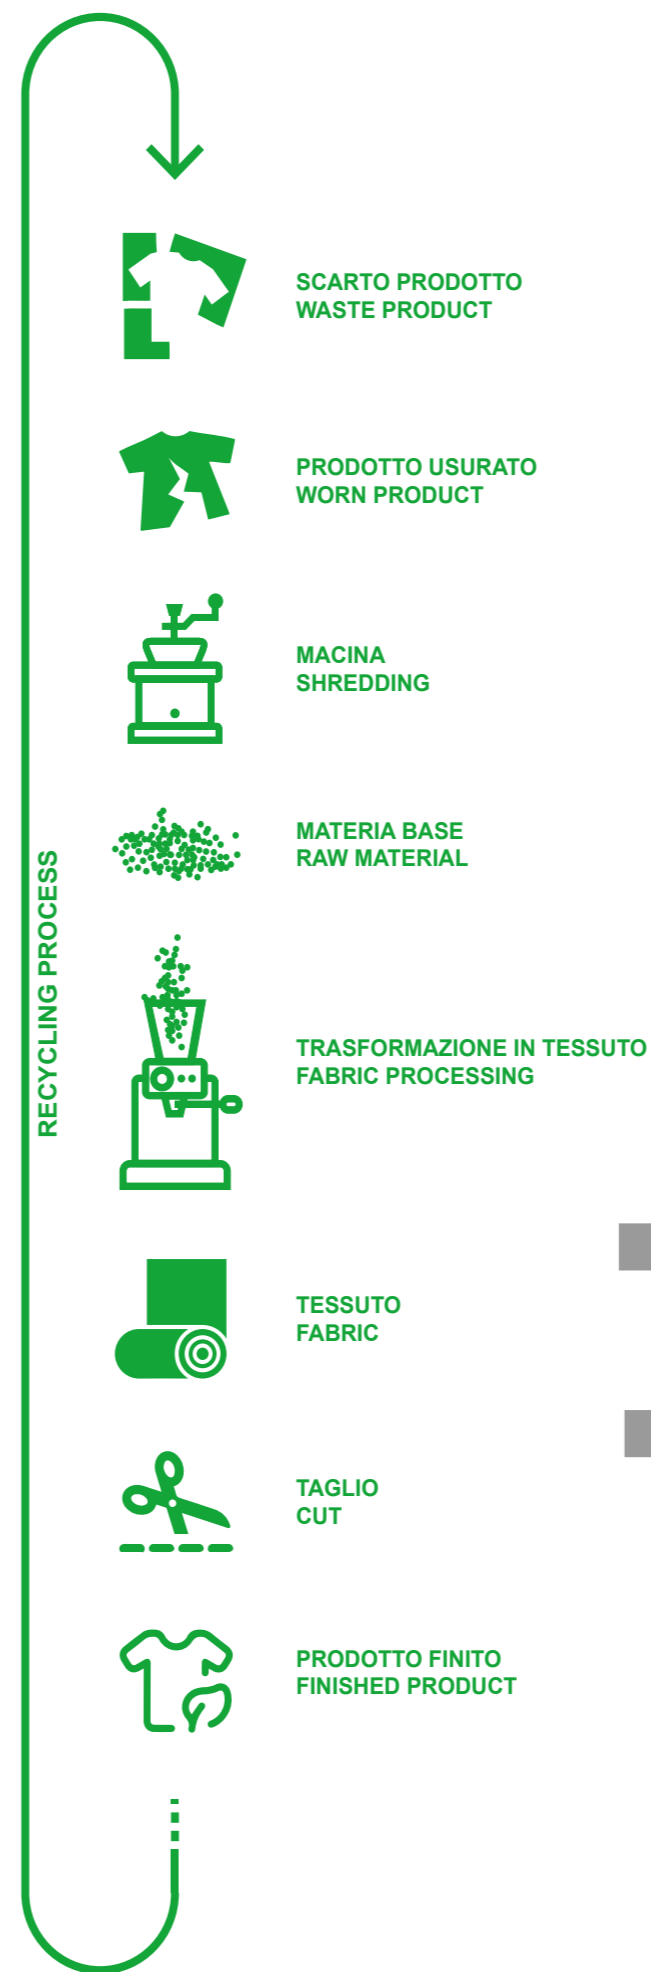 SCARTO PRODOTTO
WASTE PRODUCT
PRODOTTO USURATO
WORN PRODUCT
MACINA
SHREDDING
MATERIA BASE
RAW MATERIAL
RECYCLING PROCESS
TRASFORMAZIONE IN TESSUTO
FABRIC PROCESSING
TESSUTO
FABRIC
TAGLIO
CUT
PRODOTTO FINITO
FINISHED PRODUCT